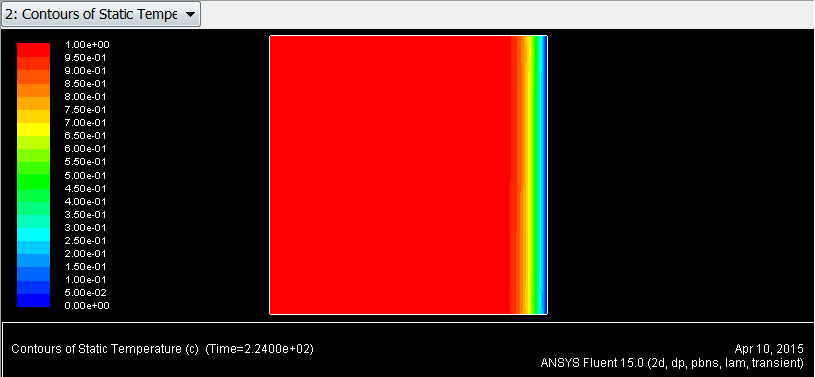 2: Contours of Static Tempe
1.00e+00
9.50e-01
9.00e-01
8.50e-01
8.00e-01
7.50e-01
7.00e-01
6.50e-01
6.00e-01
5.50e-01
5.00e-01
4.50e-01
4.00e-01
3.50e-01
3.00e-01
2.50e-01
2.00e-01
1.50e-01
1.00e-01
5.00e-02
0.00e+00
Contours of Static Temperature (c) (Time=2.2400e+02)
Apr 10, 2015
ANSYS Fluent 15.0 (2d, dp, pbns, lam, transient)